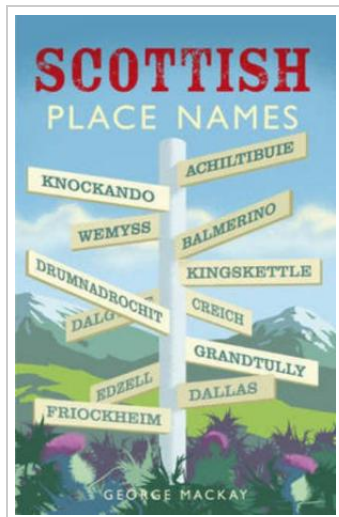 SCOTTISH
PLACE NAMES
ACHILTIBUIE
KNOCKANDO
WEMYSS
BALMERINO
DRUMNADROCHIT
KINGSKETTLE
CREICH
GRANDTULLY
EDZELL
DALLAS
FRIOCKHEIM
GEORGE MACKAY